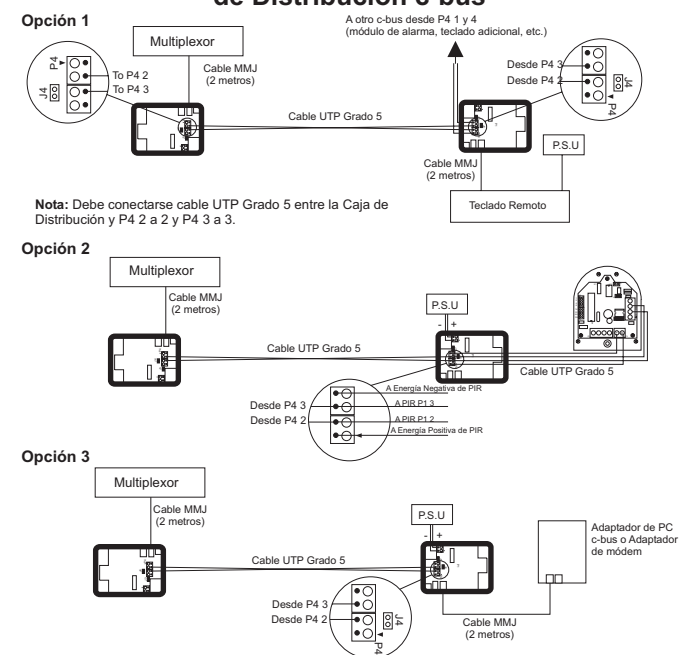 de Distribución c-bus
Opción 1
A otro c-bus desde P4 1 y 4
(módulo de alarma, teclado adicional, etc.)
Multiplexor
P4
To P4 2
To P4 3
J4
Cable MMJ
(2 metros)
Desde P4 3
Desde P4 2
J4
P4
Cable UTP Grado 5
P.S.U
Cable MMJ
(2 metros)
Teclado Remoto
Nota: Debe conectarse cable UTP Grado 5 entre la Caja de
Distribución y P4 2 a 2 y P4 3 a 3.
Opción 2
Multiplexor
Cable MMJ
(2 metros)
P.S.U
- +
Cable UTP Grado 5
Cable UTP Grado 5
A Energía Negativa de PIR
Desde P4 3
A PIR P1 3
Desde P4 2
A PIR P1 2
A Energía Positiva de PIR
Opción 3
Multiplexor
Cable MMJ
(2 metros)
P.S.U
- +
Adaptador de PC
c-bus o Adaptador
de módem
Cable UTP Grado 5
Desde P4 3
Desde P4 2
J4
P4
Cable MMJ
(2 metros)